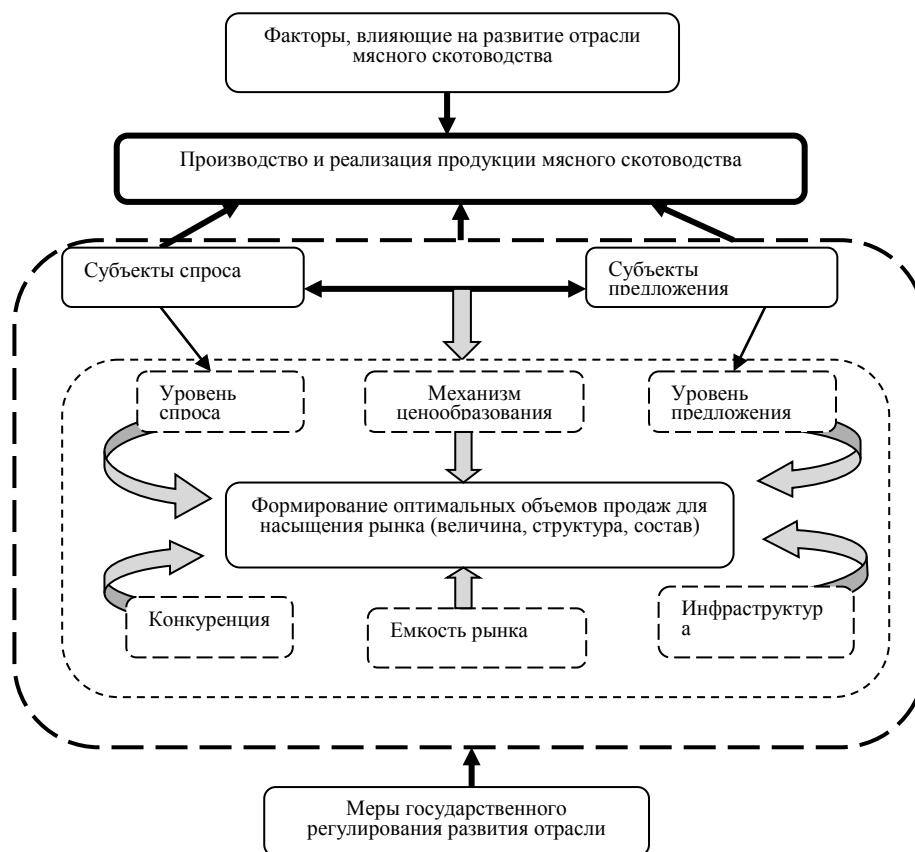 Факторы, влияющие на развитие отрасли
мясного скотоводства
Производство и реализация продукции мясного скотоводства
Субъекты спроса
Субъекты
предложения
Уровень
спроса
Механизм
ценообразования
Уровень
предложения
Формирование оптимальных объемов продаж для
насыщения рынка (величина, структура, состав)
Конкуренция
Емкость рынка
Инфраструктур
а
Меры государственного
регулирования развития отрасли